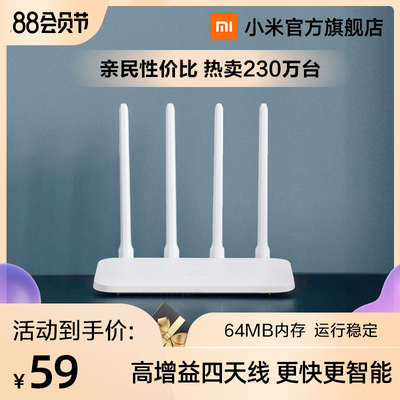 88会员节
小米官方旗舰店
亲民性价比 热卖230万台
活动到手价:
¥59
64MB内存 运行稳定
高增益四天线 更快更智能